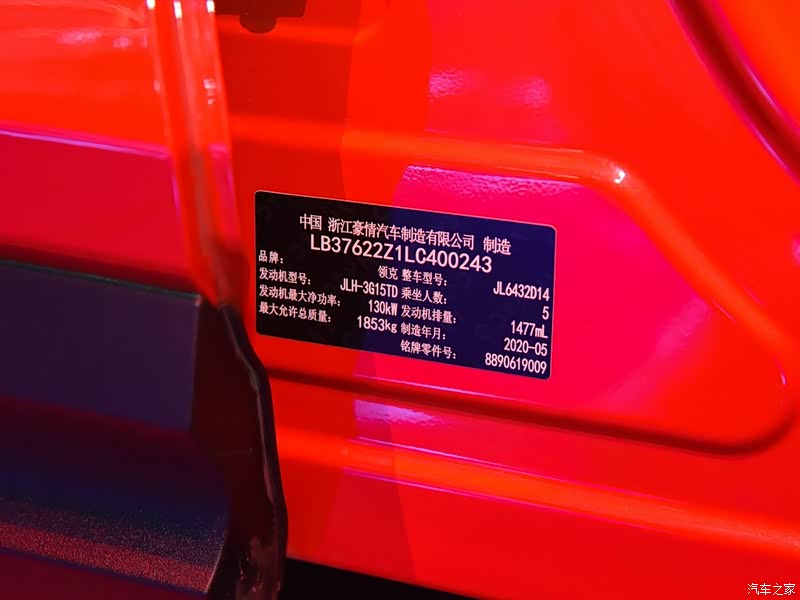 中国 浙江豪情汽车制造有限公司 制造
LB37622Z1LC400243
品牌: 领克 整车型号: JL6432D14
发动机型号: JLH-3G15TD 乘坐人数: 5
发动机最大净功率: 130kW 发动机排量: 1477mL
最大允许总质量: 1853kg 制造年月: 2020-05
铭牌零件号: 8890619009
汽车之家